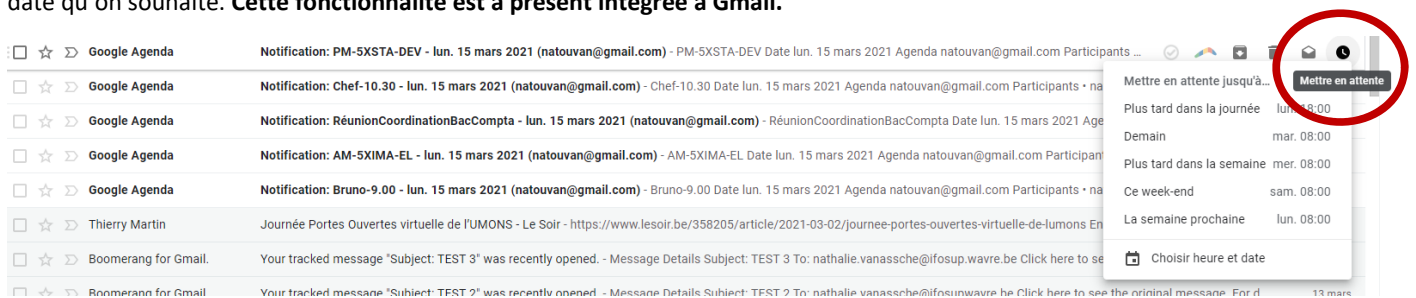 date qu'on souhaite. Cette fonctionnalité est à présent intégrée à Gmail.
Google Agenda Notification: PM-5XSTA-DEV - lun. 15 mars 2021 (natouvan@gmail.com) - PM-5XSTA-DEV Date lun. 15 mars 2021 Agenda natouvan@gmail.com Participants ...
Google Agenda Notification: Chef-10.30 - lun. 15 mars 2021 (natouvan@gmail.com) - Chef-10.30 Date lun. 15 mars 2021 Agenda natouvan@gmail.com Participants • na
Google Agenda Notification: RéunionCoordinationBacCompta - lun. 15 mars 2021 (natouvan@gmail.com) - RéunionCoordinationBacCompta Date lun. 15 mars 2021 Age
Google Agenda Notification: AM-5XIMA-EL - lun. 15 mars 2021 (natouvan@gmail.com) - AM-5XIMA-EL Date lun. 15 mars 2021 Agenda natouvan@gmail.com Participant
Google Agenda Notification: Bruno-9.00 - lun. 15 mars 2021 (natouvan@gmail.com) - Bruno-9.00 Date lun. 15 mars 2021 Agenda natouvan@gmail.com Participants • na
Thierry Martin Journée Portes Ouvertes virtuelle de l'UMONS - Le Soir - https://www.lesoir.be/358205/article/2021-03-02/journee-portes-ouvertes-virtuelle-de-lumons En
Boomerang for Gmail. Your tracked message "Subject: TEST 3" was recently opened. - Message Details Subject: TEST 3 To: nathalie.vanassche@ifosup.wavre.be Click here to se
Boomerang for Gmail. Your tracked message "Subject: TEST 2" was recently opened. - Message Details Subject: TEST 2 To: nathalie.vanassche@ifosupwavre.be Click here to see the original message. For d 13 mars
Mettre en attente jusqu'à...
Mettre en attente
Plus tard dans la journée lun. 18:00
Demain mar. 08:00
Plus tard dans la semaine mer. 08:00
Ce week-end sam. 08:00
La semaine prochaine lun. 08:00
Choisir heure et date